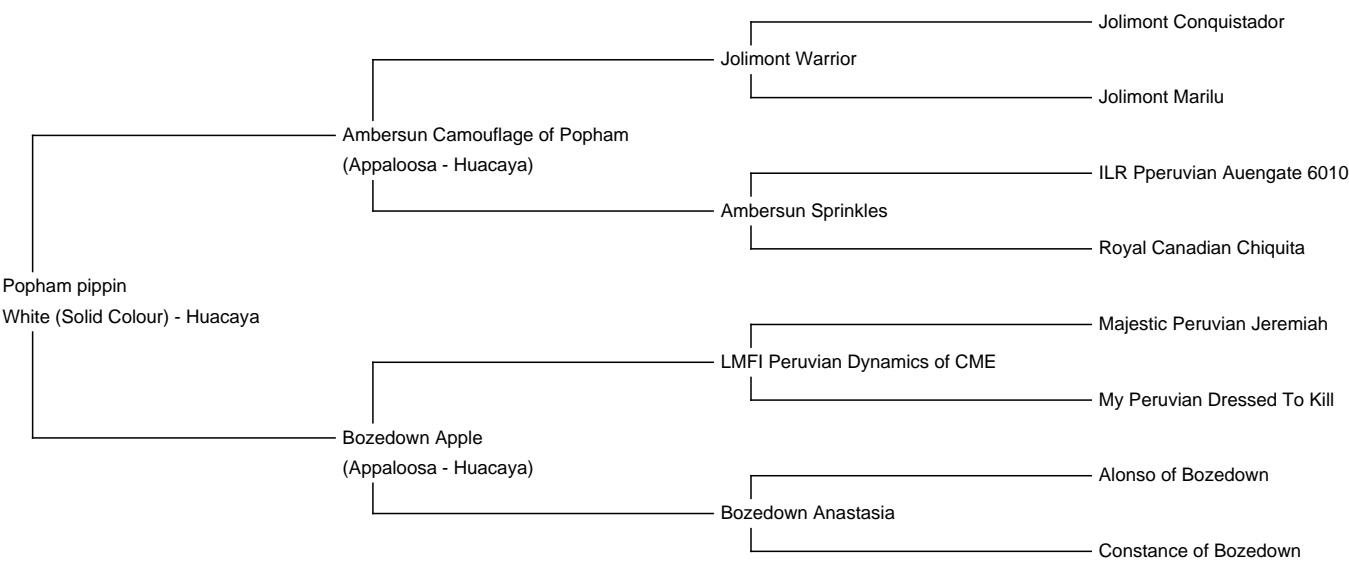 Jolimont Conquistador
Jolimont Warrior
Jolimont Marilu
Ambersun Camouflage of Popham
(Appaloosa - Huacaya)
ILR Pperuvian Auengate 6010
Ambersun Sprinkles
Royal Canadian Chiquita
Popham pippin
White (Solid Colour) - Huacaya
Majestic Peruvian Jeremiah
LMFI Peruvian Dynamics of CME
My Peruvian Dressed To Kill
Bozedown Apple
(Appaloosa - Huacaya)
Alonso of Bozedown
Bozedown Anastasia
Constance of Bozedown